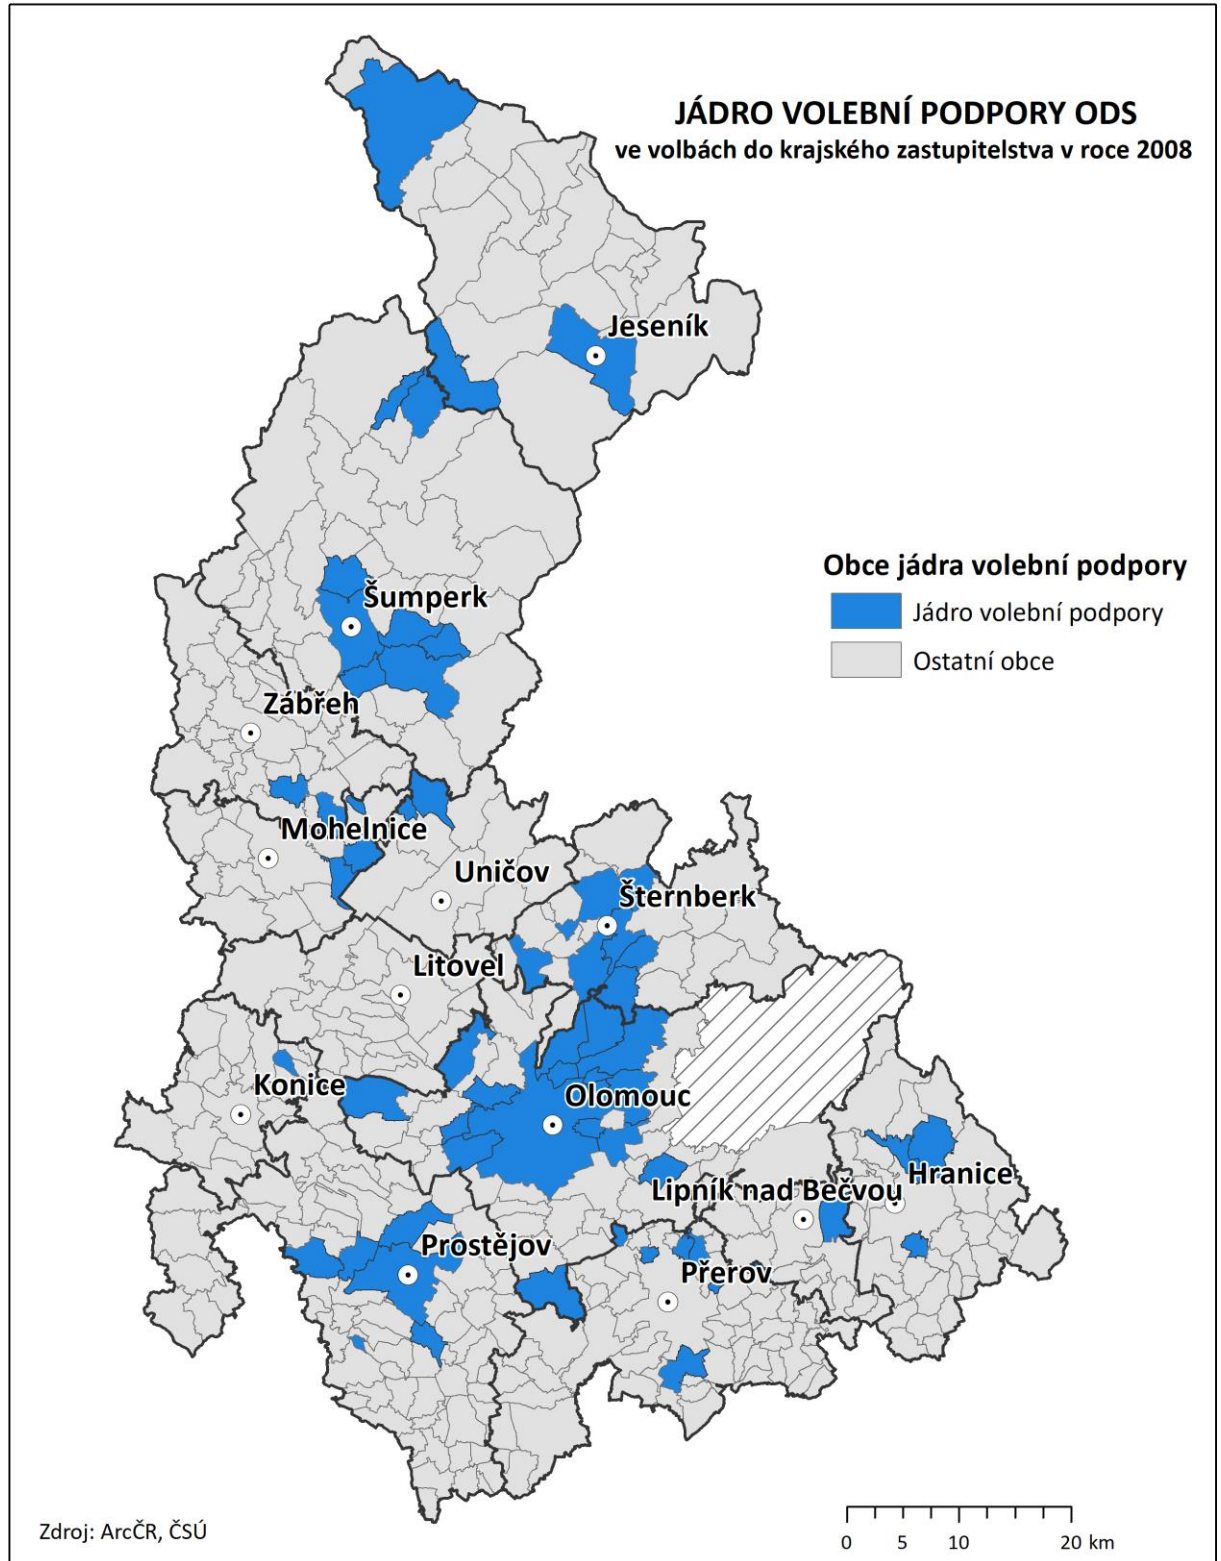 JÁDRO VOLEBNÍ PODPORY ODS
ve volbách do krajského zastupitelstva v roce 2008
Jeseník
Obce jádra volební podpory
Jádro volební podpory
Ostatní obce
Šumperk
Zábřeh
Mohelnice
Uničov
Šternberk
Litovel
Konice
Olomouc
Hranice
Lipník nad Bečvou
Prostějov
Přerov
Zdroj: ArcČR, ČSÚ
0 5 10 20 km